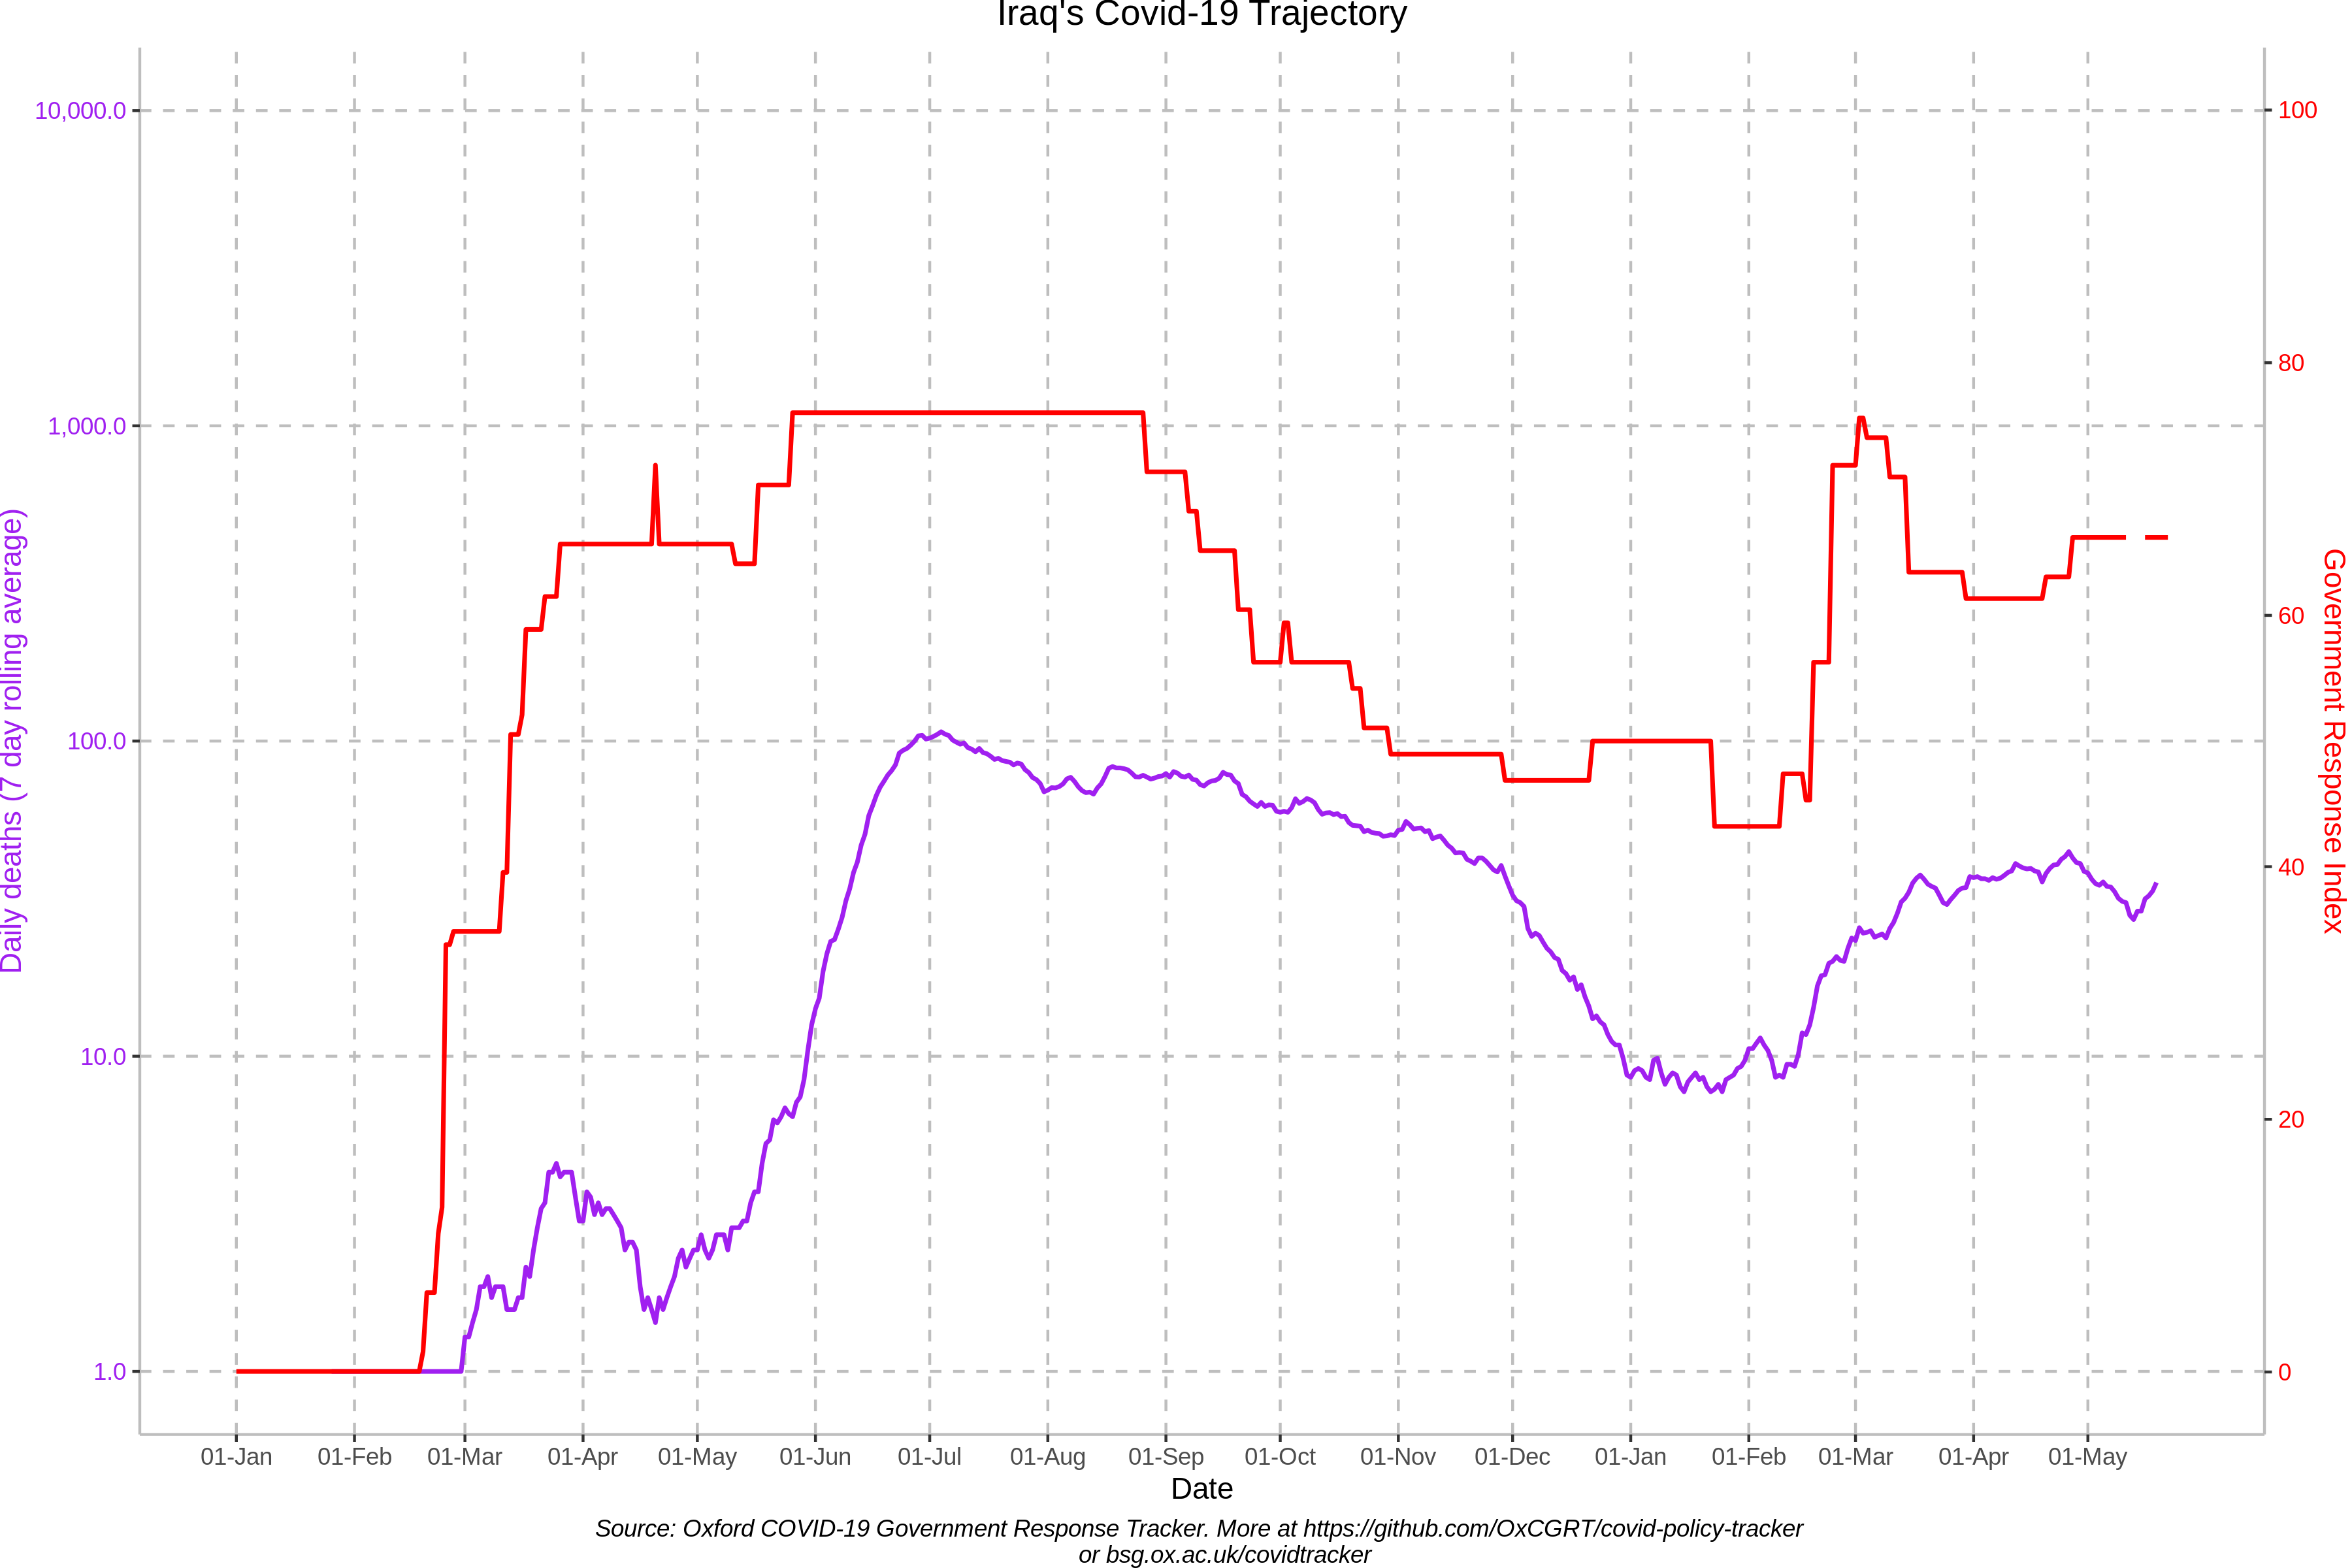 Iraq's Covid-19 Trajectory
10,000.0
1,000.0
100.0
10.0
1.0
Daily deaths (7 day rolling average)
100
80
60
40
20
0
Government Response Index
01-Jan 01-Feb 01-Mar 01-Apr 01-May 01-Jun 01-Jul 01-Aug 01-Sep 01-Oct 01-Nov 01-Dec 01-Jan 01-Feb 01-Mar 01-Apr 01-May
Date
Source: Oxford COVID-19 Government Response Tracker. More at https://github.com/OxCGRT/covid-policy-tracker
or bsg.ox.ac.uk/covidtracker